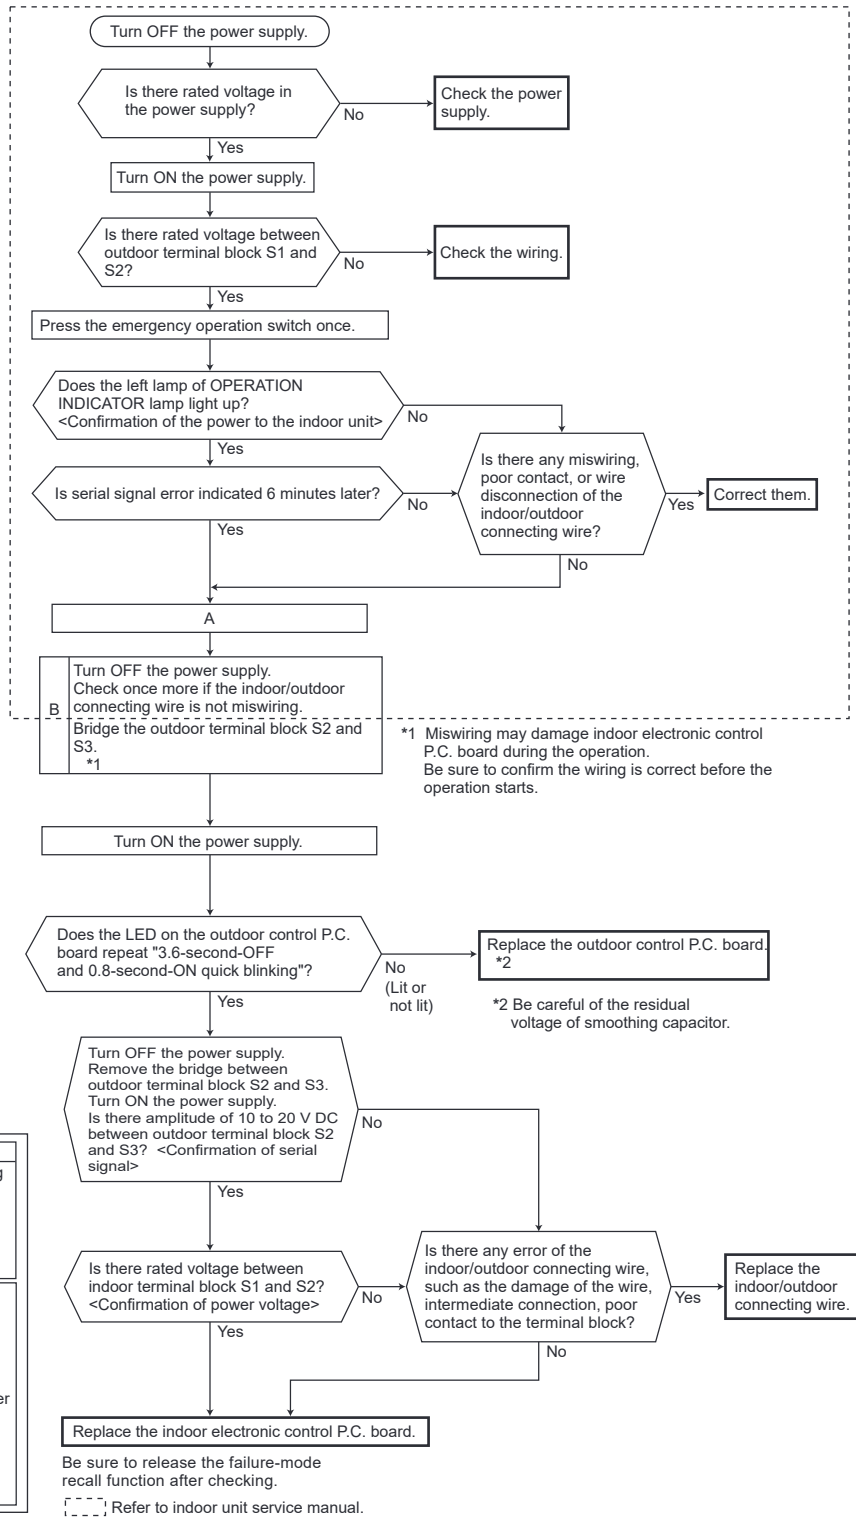 Turn OFF the power supply.
Is there rated voltage in
the power supply?
No
Check the power
supply.
Yes
Turn ON the power supply.
Is there rated voltage between
outdoor terminal block S1 and
S2?
No
Check the wiring.
Yes
Press the emergency operation switch once.
Does the left lamp of OPERATION
INDICATOR lamp light up?
<Confirmation of the power to the indoor unit>
No
Yes
Is there any miswiring,
poor contact, or wire
disconnection of the
indoor/outdoor
connecting wire?
Yes
Correct them.
Is serial signal error indicated 6 minutes later?
No
Yes
No
A
B
Turn OFF the power supply.
Check once more if the indoor/outdoor
connecting wire is not miswiring.
Bridge the outdoor terminal block S2 and
S3.
*1
*1 Miswiring may damage indoor electronic control
P.C. board during the operation.
Be sure to confirm the wiring is correct before the
operation starts.
Turn ON the power supply.
Does the LED on the outdoor control P.C.
board repeat "3.6-second-OFF
and 0.8-second-ON quick blinking"?
No
(Lit or
not lit)
Replace the outdoor control P.C. board.
*2
*2 Be careful of the residual
voltage of smoothing capacitor.
Yes
Turn OFF the power supply.
Remove the bridge between
outdoor terminal block S2 and S3.
Turn ON the power supply.
Is there amplitude of 10 to 20 V DC
between outdoor terminal block S2
and S3? <Confirmation of serial
signal>
No
Yes
Is there rated voltage between
indoor terminal block S1 and S2?
<Confirmation of power voltage>
No
Is there any error of the
indoor/outdoor connecting wire,
such as the damage of the wire,
intermediate connection, poor
contact to the terminal block?
Yes
Replace the
indoor/outdoor
connecting wire.
Yes
No
Replace the indoor electronic control P.C. board.
Be sure to release the failure-mode
recall function after checking.
Refer to indoor unit service manual.